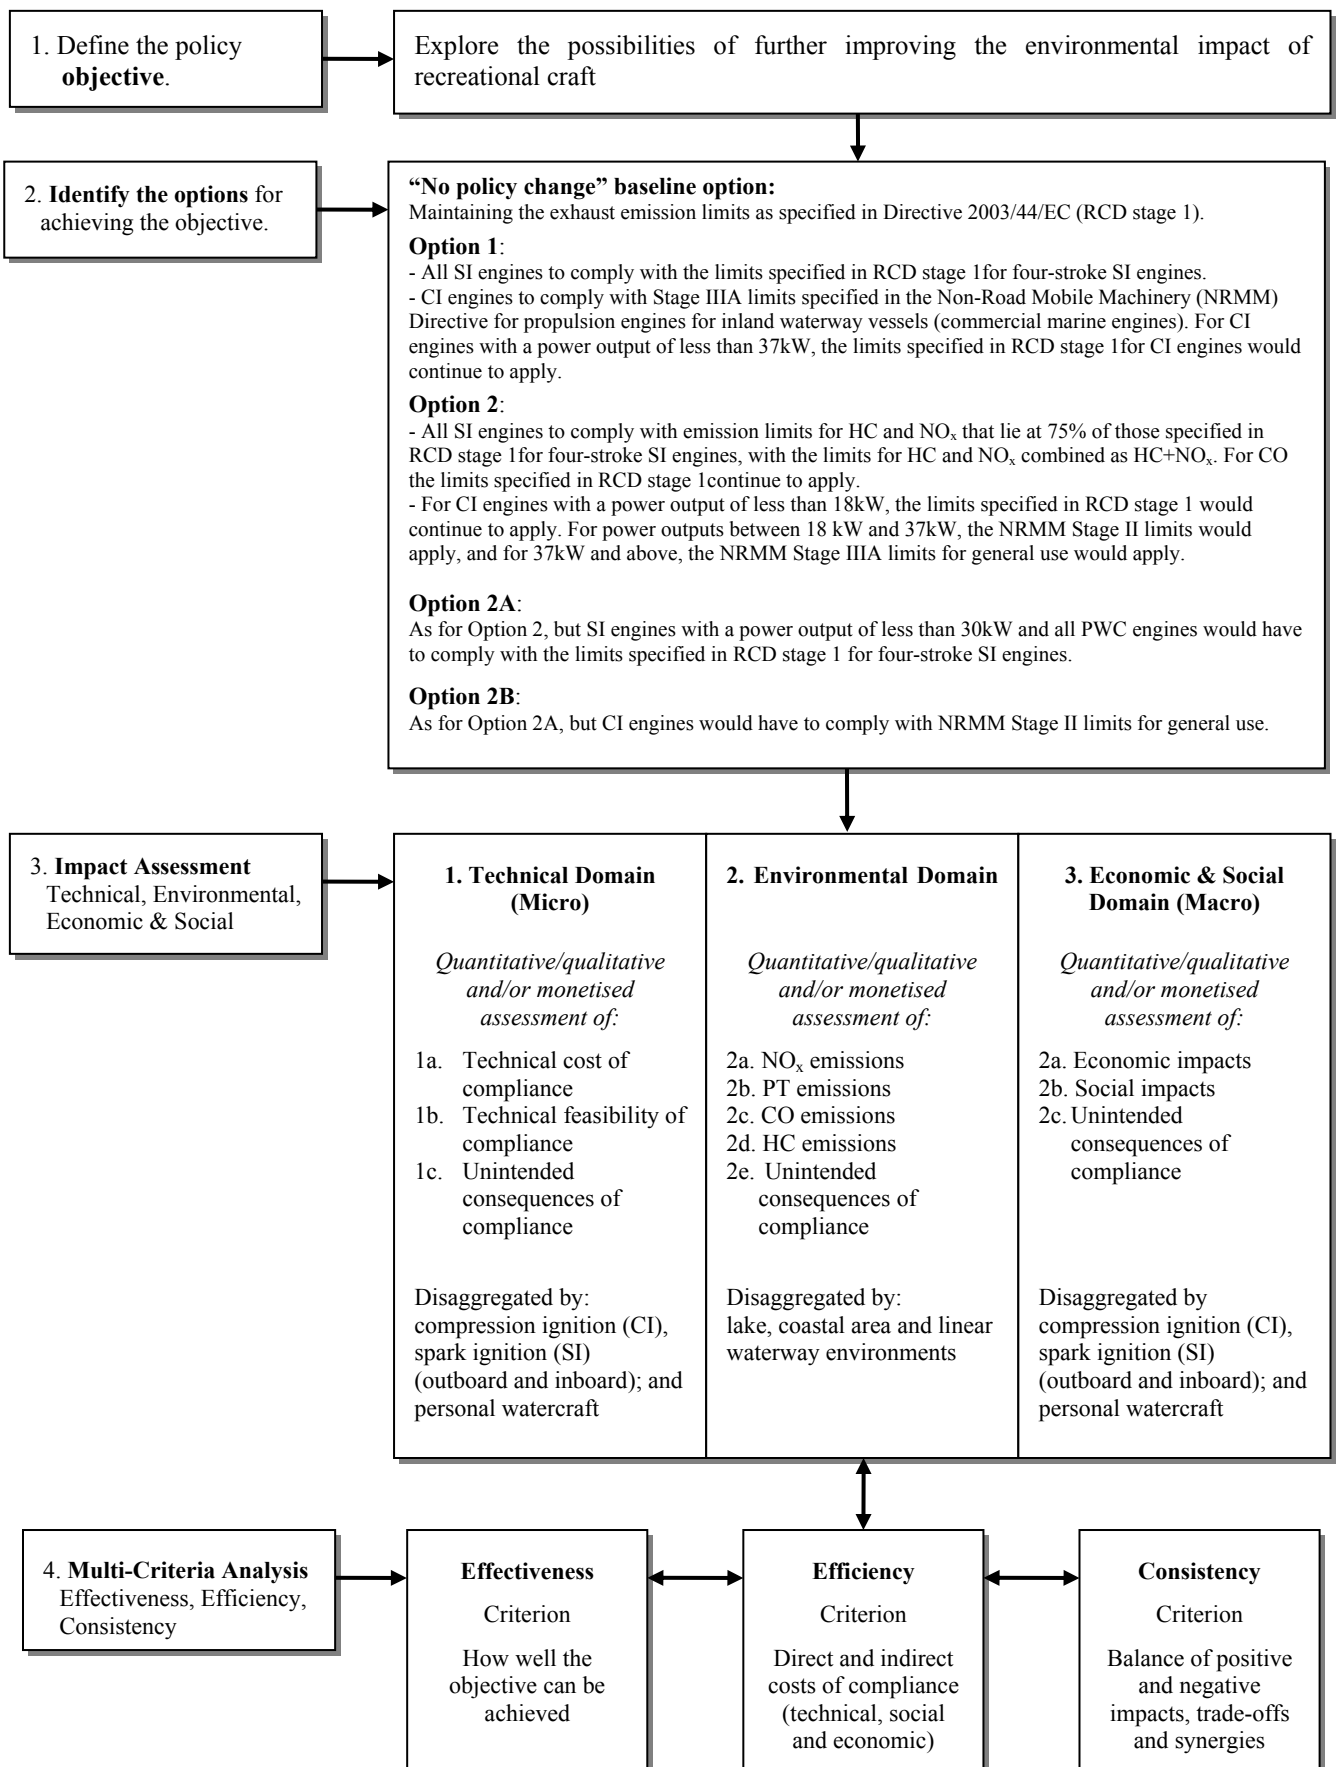 1. Define the policy
objective.
Explore the possibilities of further improving the environmental impact of
recreational craft
2. Identify the options for
achieving the objective.
“No policy change” baseline option:
Maintaining the exhaust emission limits as specified in Directive 2003/44/EC (RCD stage 1).
Option 1:
- All SI engines to comply with the limits specified in RCD stage 1for four-stroke SI engines.
- CI engines to comply with Stage IIIA limits specified in the Non-Road Mobile Machinery (NRMM)
Directive for propulsion engines for inland waterway vessels (commercial marine engines). For CI
engines with a power output of less than 37kW, the limits specified in RCD stage 1for CI engines would
continue to apply.
Option 2:
- All SI engines to comply with emission limits for HC and NOx that lie at 75% of those specified in
RCD stage 1for four-stroke SI engines, with the limits for HC and NOx combined as HC+NOx. For CO
the limits specified in RCD stage 1continue to apply.
- For CI engines with a power output of less than 18kW, the limits specified in RCD stage 1 would
continue to apply. For power outputs between 18 kW and 37kW, the NRMM Stage II limits would
apply, and for 37kW and above, the NRMM Stage IIIA limits for general use would apply.
Option 2A:
As for Option 2, but SI engines with a power output of less than 30kW and all PWC engines would have
to comply with the limits specified in RCD stage 1 for four-stroke SI engines.
Option 2B:
As for Option 2A, but CI engines would have to comply with NRMM Stage II limits for general use.
3. Impact Assessment
Technical, Environmental,
Economic & Social
1. Technical Domain
(Micro)
Quantitative/qualitative
and/or monetised
assessment of:
1a. Technical cost of
compliance
1b. Technical feasibility of
compliance
1c. Unintended
consequences of
compliance
Disaggregated by:
compression ignition (CI),
spark ignition (SI)
(outboard and inboard); and
personal watercraft
2. Environmental Domain
Quantitative/qualitative
and/or monetised
assessment of:
2a. NOx emissions
2b. PT emissions
2c. CO emissions
2d. HC emissions
2e. Unintended
consequences of
compliance
Disaggregated by:
lake, coastal area and linear
waterway environments
3. Economic & Social
Domain (Macro)
Quantitative/qualitative
and/or monetised
assessment of:
2a. Economic impacts
2b. Social impacts
2c. Unintended
consequences of
compliance
Disaggregated by
compression ignition (CI),
spark ignition (SI)
(outboard and inboard); and
personal watercraft
4. Multi-Criteria Analysis
Effectiveness, Efficiency,
Consistency
Effectiveness
Criterion
How well the
objective can be
achieved
Efficiency
Criterion
Direct and indirect
costs of compliance
(technical, social
and economic)
Consistency
Criterion
Balance of positive
and negative
impacts, trade-offs
and synergies